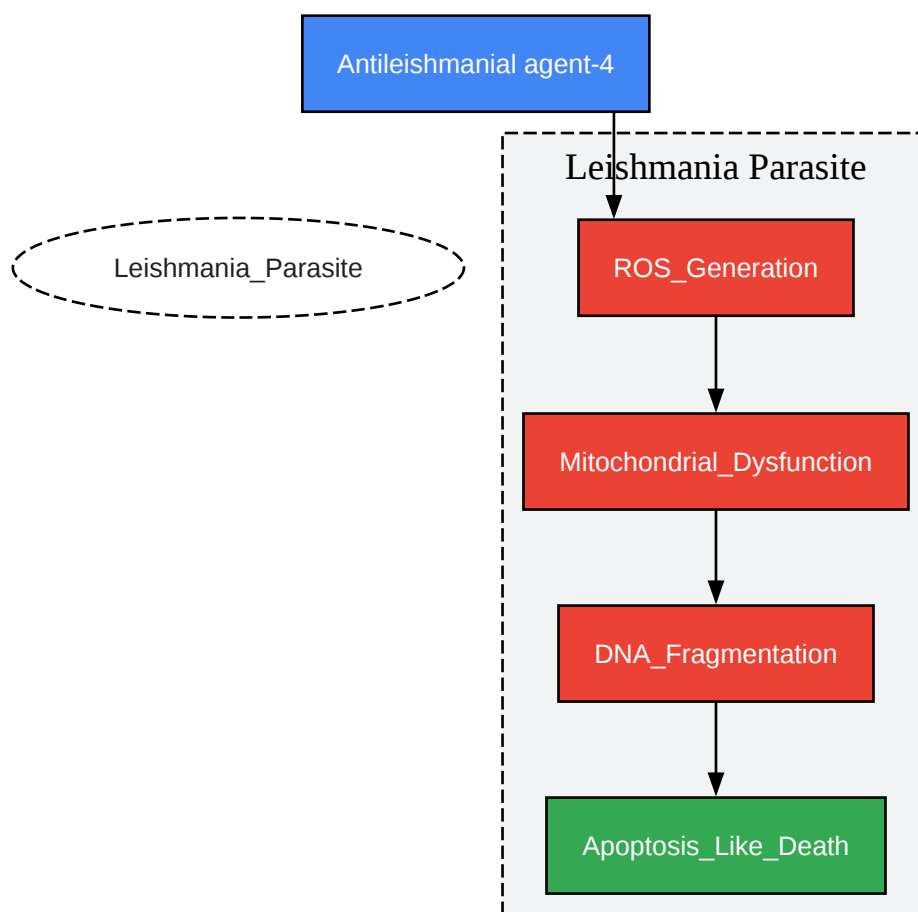 Antileishmanial agent-4
Leishmania Parasite
Leishmania_Parasite
ROS_Generation
Mitochondrial_Dysfunction
DNA_Fragmentation
Apoptosis_Like_Death